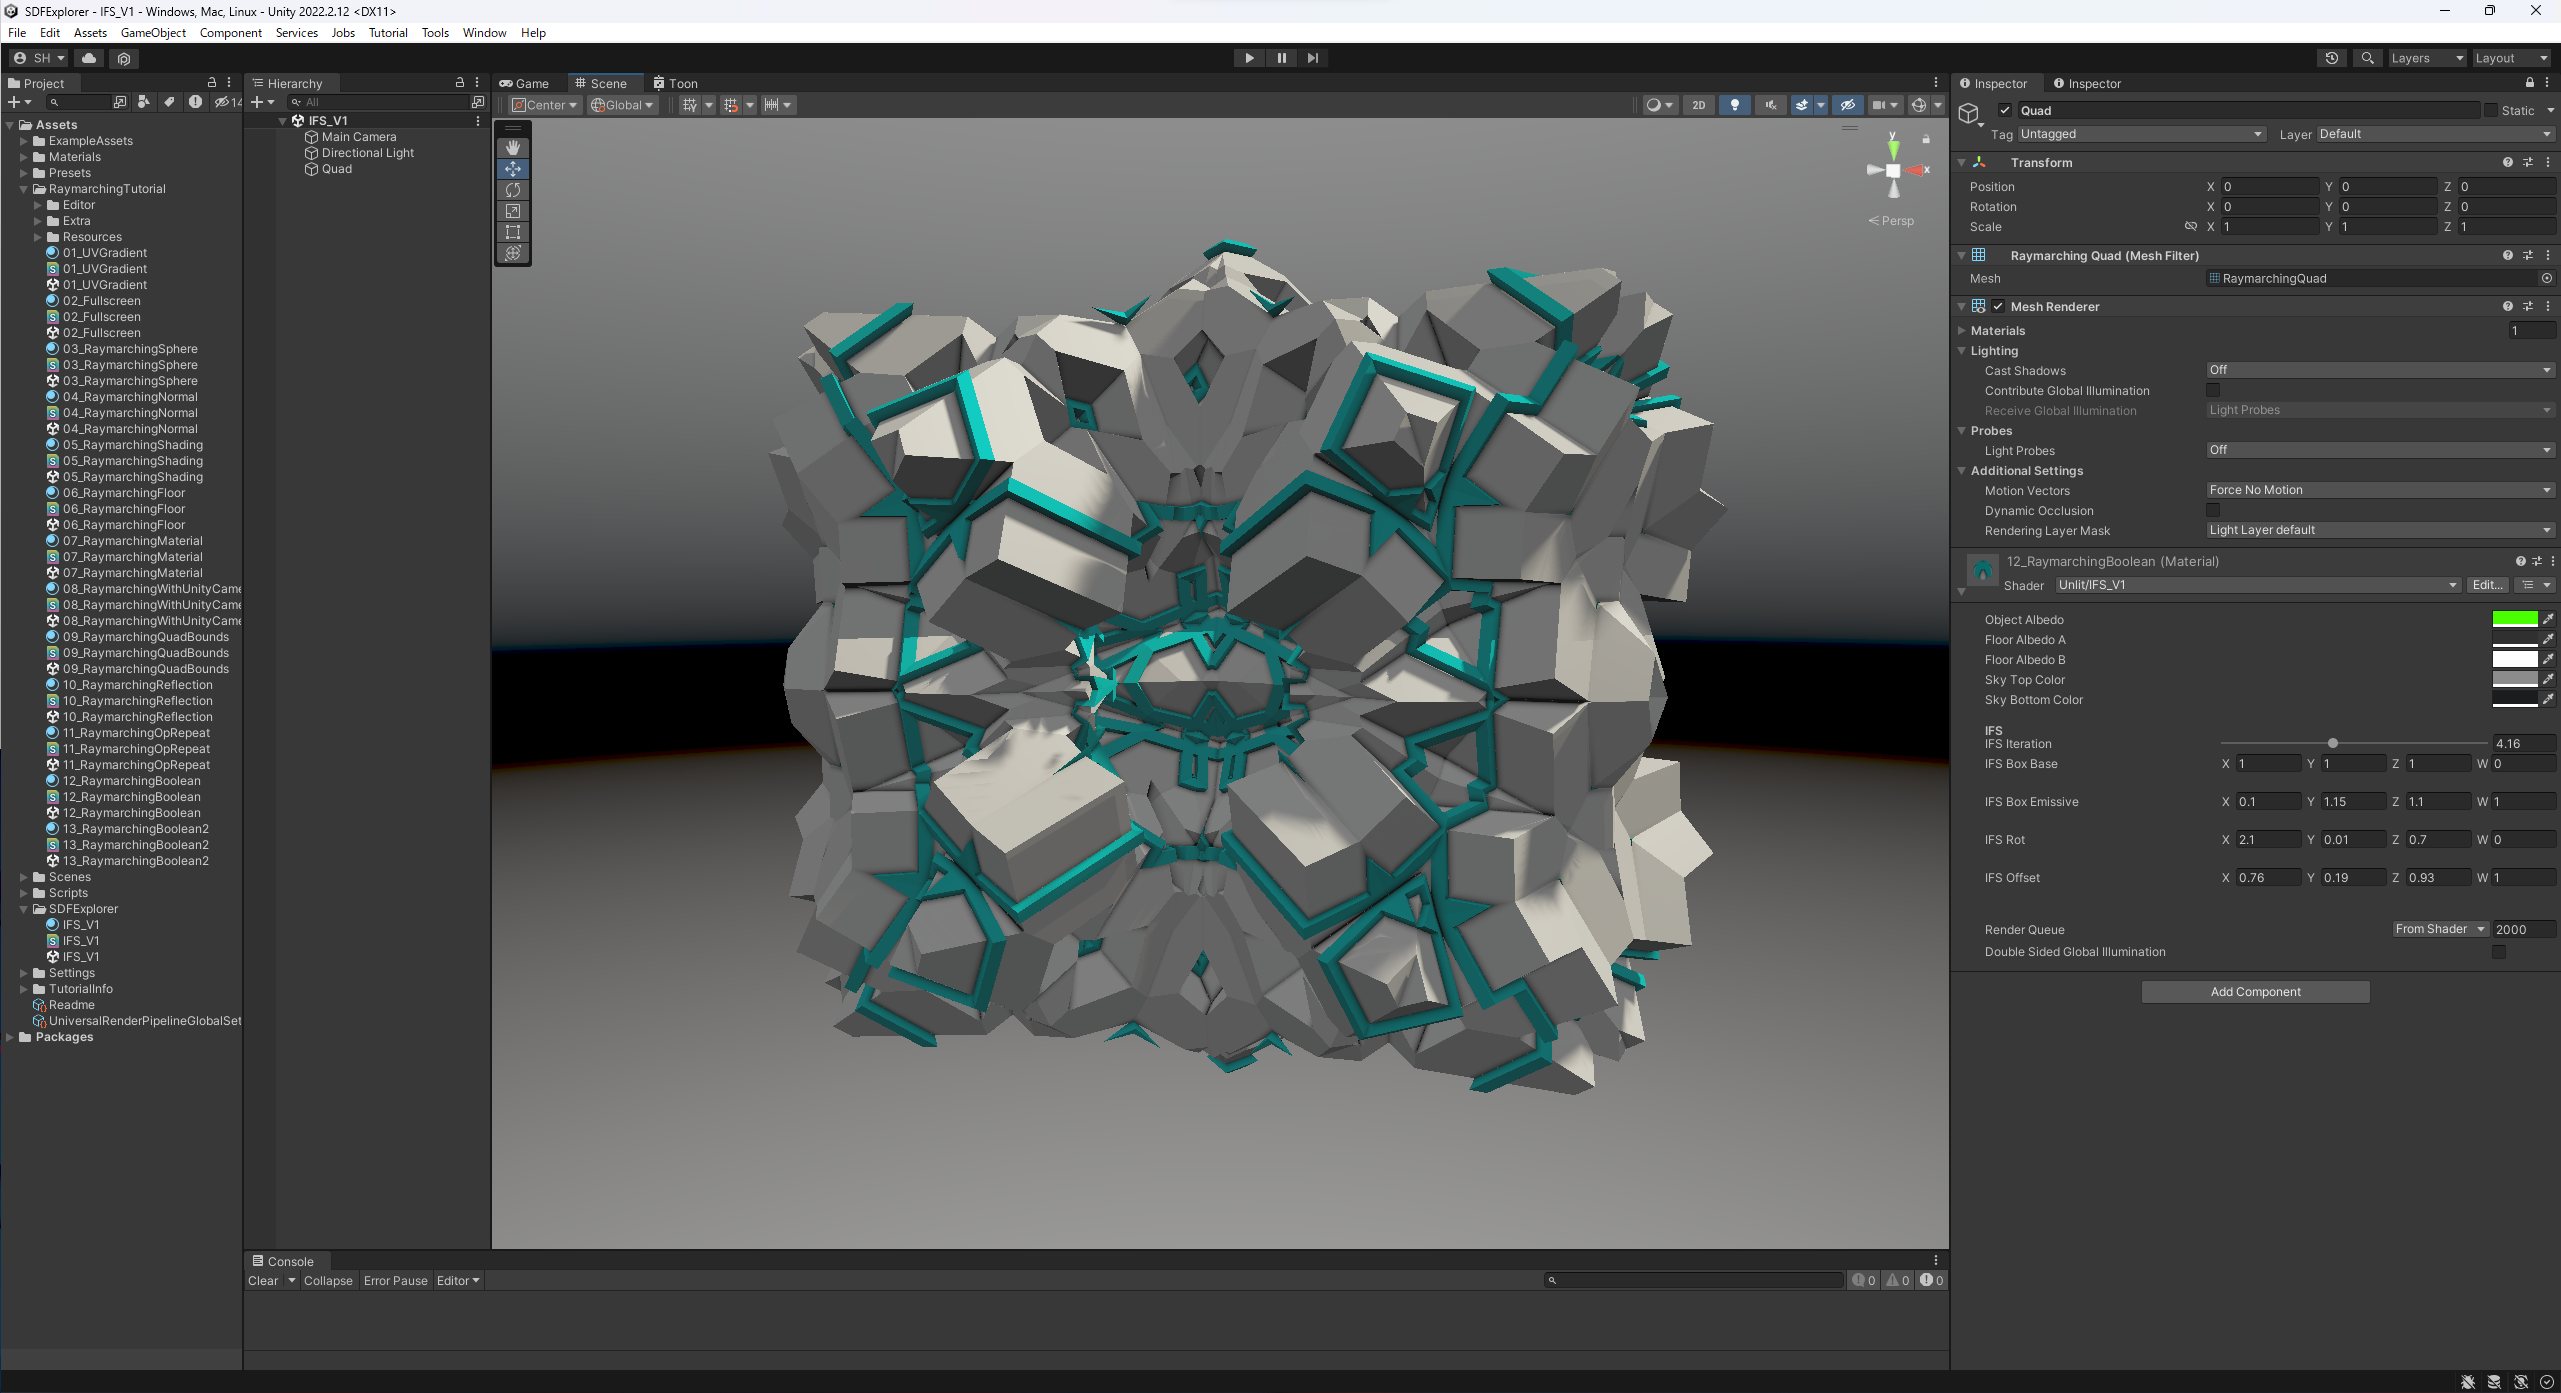 SDFExplorer - IFS_V1 - Windows, Mac, Linux - Unity 2022.2.12 <DX11>
File Edit Assets GameObject Component Services Jobs Tutorial Tools Window Help
SH
Layers Layout
Project
14
Assets
ExampleAssets
Materials
Presets
RaymarchingTutorial
Editor
Extra
Resources
01_UVGradient
01_UVGradient
01_UVGradient
02_Fullscreen
02_Fullscreen
02_Fullscreen
03_RaymarchingSphere
03_RaymarchingSphere
03_RaymarchingSphere
04_RaymarchingNormal
04_RaymarchingNormal
04_RaymarchingNormal
05_RaymarchingShading
05_RaymarchingShading
05_RaymarchingShading
06_RaymarchingFloor
06_RaymarchingFloor
06_RaymarchingFloor
07_RaymarchingMaterial
07_RaymarchingMaterial
07_RaymarchingMaterial
08_RaymarchingWithUnityCame
08_RaymarchingWithUnityCame
08_RaymarchingWithUnityCame
09_RaymarchingQuadBounds
09_RaymarchingQuadBounds
09_RaymarchingQuadBounds
10_RaymarchingReflection
10_RaymarchingReflection
10_RaymarchingReflection
11_RaymarchingOpRepeat
11_RaymarchingOpRepeat
11_RaymarchingOpRepeat
12_RaymarchingBoolean
12_RaymarchingBoolean
12_RaymarchingBoolean
13_RaymarchingBoolean2
13_RaymarchingBoolean2
13_RaymarchingBoolean2
Scenes
Scripts
SDFExplorer
IFS_V1
IFS_V1
IFS_V1
Settings
TutorialInfo
Readme
UniversalRenderPipelineGlobalSet
Packages
Hierarchy
All
IFS_V1
Main Camera
Directional Light
Quad
Game Scene Toon
Center Global 2D
y
x
< Persp
Console
Clear Collapse Error Pause Editor 0 0 0
Inspector Inspector
Quad Static
Tag Untagged Layer Default
Transform
Position X 0 Y 0 Z 0
Rotation X 0 Y 0 Z 0
Scale X 1 Y 1 Z 1
Raymarching Quad (Mesh Filter)
Mesh RaymarchingQuad
Mesh Renderer
Materials 1
Lighting
Cast Shadows Off
Contribute Global Illumination
Receive Global Illumination Light Probes
Probes
Light Probes Off
Additional Settings
Motion Vectors Force No Motion
Dynamic Occlusion
Rendering Layer Mask Light Layer default
12_RaymarchingBoolean (Material)
Shader Unlit/IFS_V1 Edit...
Object Albedo
Floor Albedo A
Floor Albedo B
Sky Top Color
Sky Bottom Color
IFS
IFS Iteration 4.16
IFS Box Base X 1 Y 1 Z 1 W 0
IFS Box Emissive X 0.1 Y 1.15 Z 1.1 W 1
IFS Rot X 2.1 Y 0.01 Z 0.7 W 0
IFS Offset X 0.76 Y 0.19 Z 0.93 W 1
Render Queue From Shader 2000
Double Sided Global Illumination
Add Component